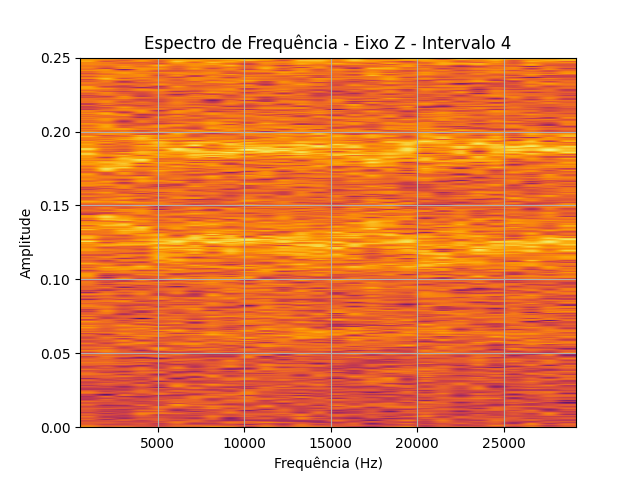 Espectro de Frequência - Eixo Z - Intervalo 4
0.25
0.20
0.15
0.10
0.05
0.00
Amplitude
5000 10000 15000 20000 25000
Frequência (Hz)